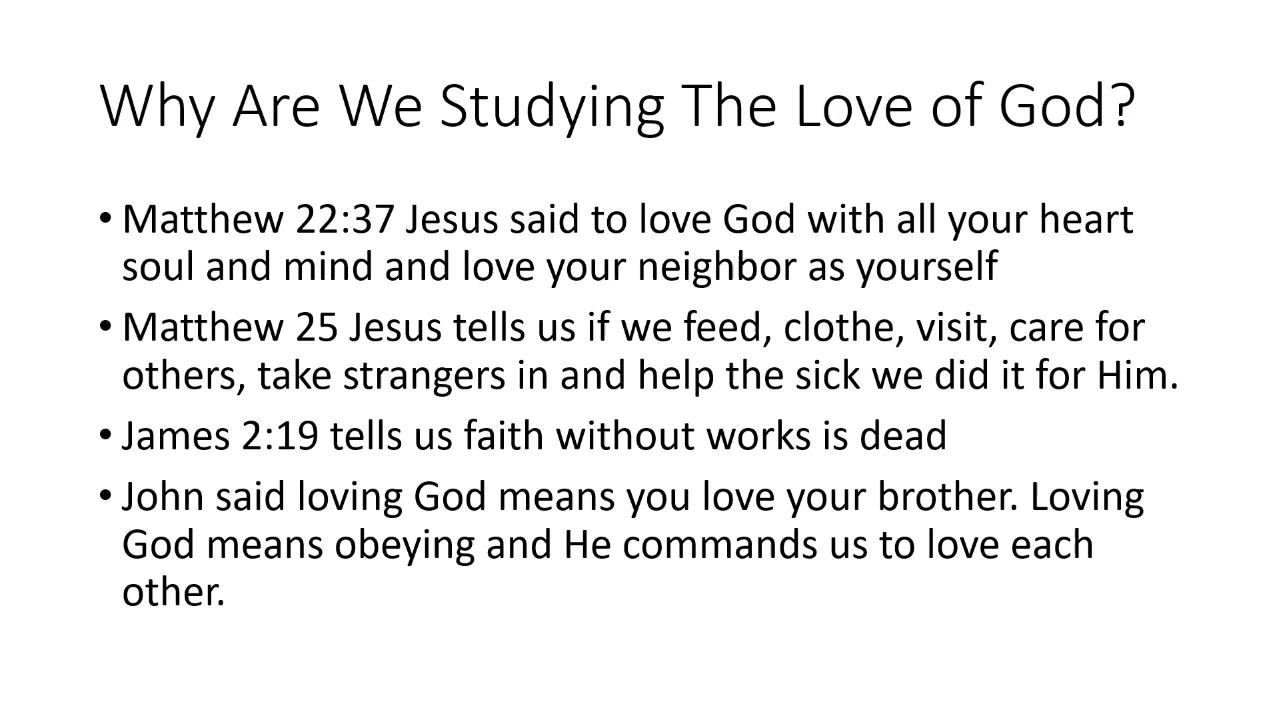 Why Are We Studying The Love of God?
• Matthew 22:37 Jesus said to love God with all your heart
soul and mind and love your neighbor as yourself
• Matthew 25 Jesus tells us if we feed, clothe, visit, care for
others, take strangers in and help the sick we did it for Him.
• James 2:19 tells us faith without works is dead
• John said loving God means you love your brother. Loving
God means obeying and He commands us to love each
other.